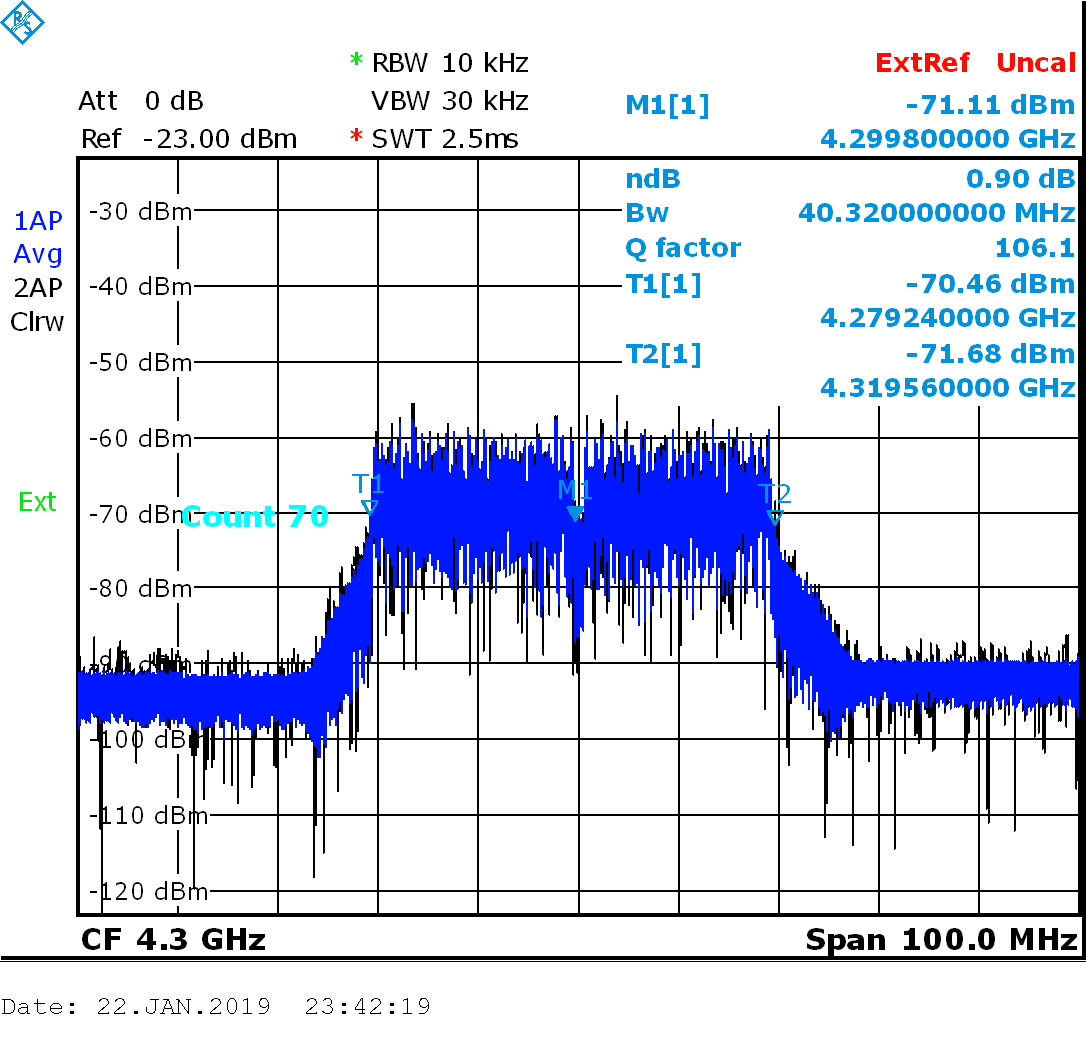 R S
* RBW 10 kHz
ExtRef Uncal
Att 0 dB
VBW 30 kHz
M1[1] -71.11 dBm
Ref -23.00 dBm
* SWT 2.5ms
4.299800000 GHz
ndB 0.90 dB
Bw 40.320000000 MHz
Q factor 106.1
T1[1] -70.46 dBm
4.279240000 GHz
T2[1] -71.68 dBm
4.319560000 GHz
1AP
Avg
2AP
Clrw
Ext
-30 dBm
-40 dBm
-50 dBm
-60 dBm
T1
M1
T2
-70 dBm
Count 70
-80 dBm
-90 dBm
-100 dBm
-110 dBm
-120 dBm
CF 4.3 GHz
Span 100.0 MHz
Date: 22.JAN.2019 23:42:19